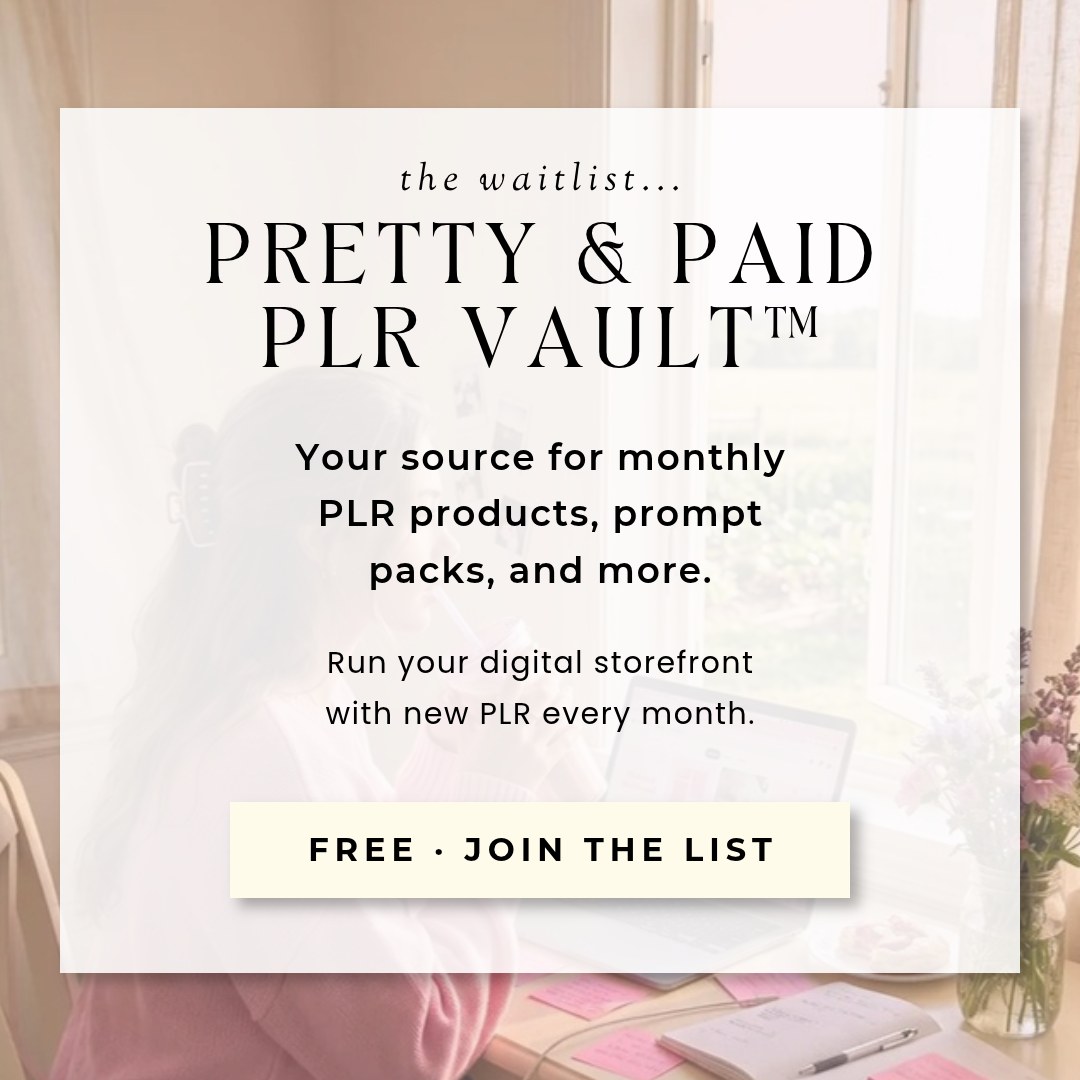 the waitlist...
PRETTY & PAID
PLR VAULT™
Your source for monthly
PLR products, prompt
packs, and more.
Run your digital storefront
with new PLR every month.
FREE · JOIN THE LIST